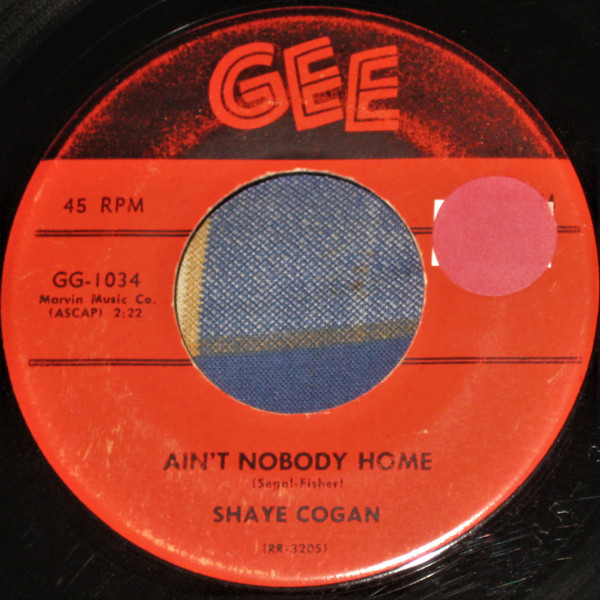 GEE
45 RPM
GG-1034
Marvin Music Co.
(ASCAP) 2:22
AIN'T NOBODY HOME
(Segal-Fisher)
SHAYE COGAN
(RR-3205)